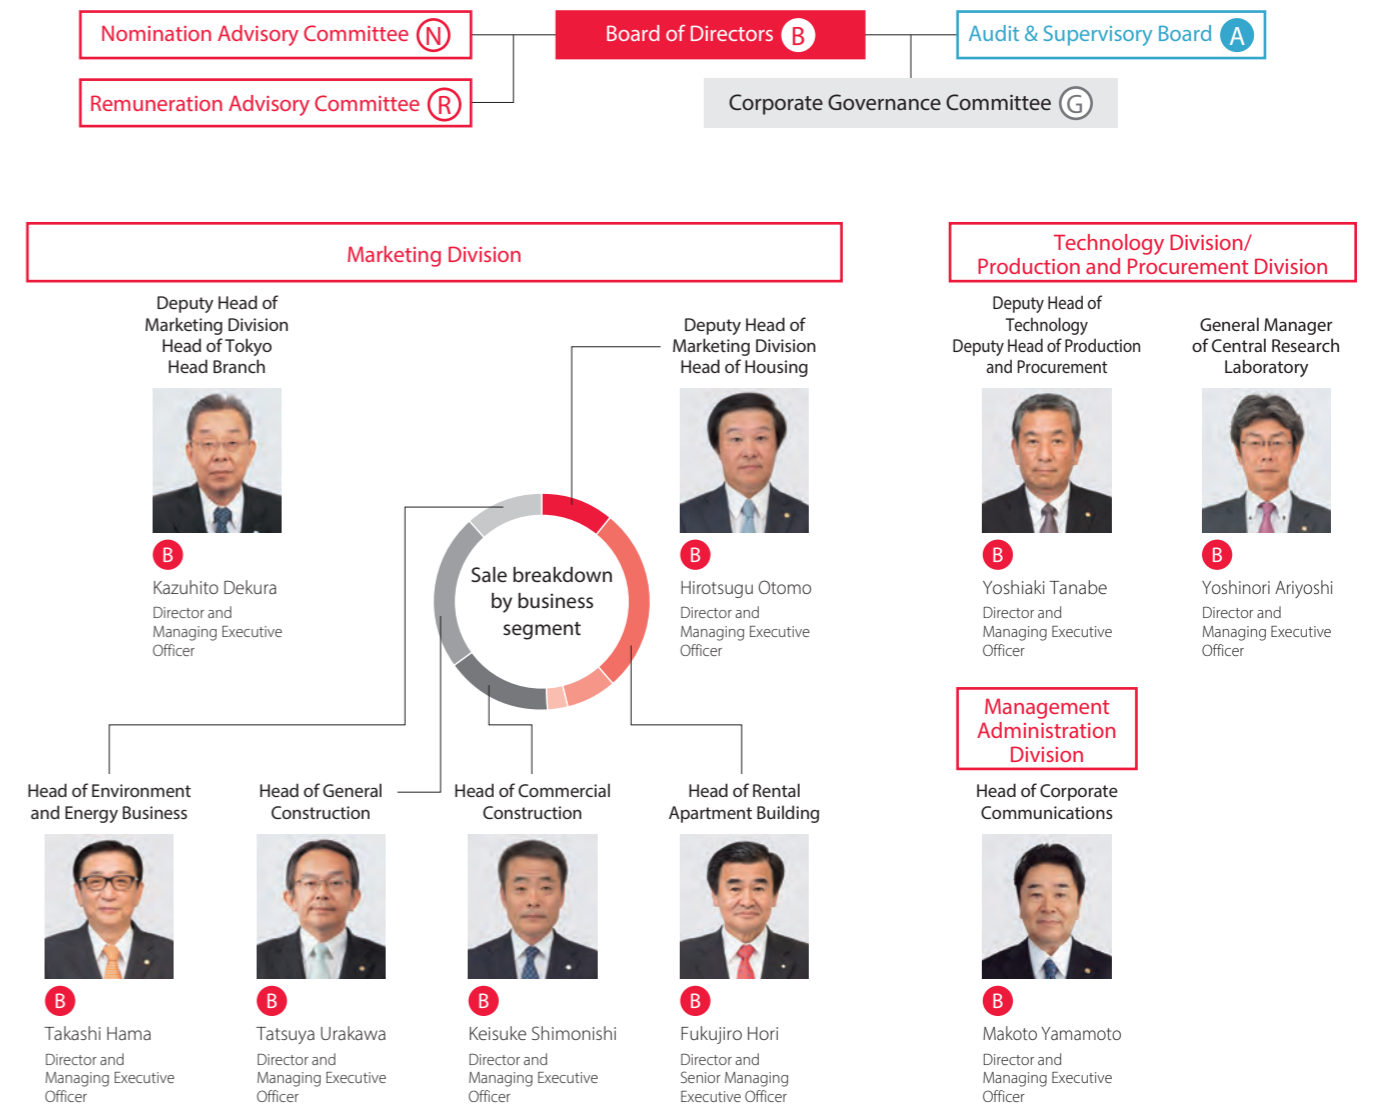 Nomination Advisory Committee N
Board of Directors B
Audit & Supervisory Board A
Remuneration Advisory Committee R
Corporate Governance Committee G
Marketing Division
Technology Division/
Production and Procurement Division
Deputy Head of
Marketing Division
Head of Tokyo
Head Branch
B
Kazuhito Dekura
Director and
Managing Executive
Officer
Deputy Head of
Marketing Division
Head of Housing
B
Hirotsugu Otomo
Director and
Managing Executive
Officer
Deputy Head of
Technology
Deputy Head of Production
and Procurement
B
Yoshiaki Tanabe
Director and
Managing Executive
Officer
General Manager
of Central Research
Laboratory
B
Yoshinori Ariyoshi
Director and
Managing Executive
Officer
Sale breakdown
by business
segment
Management
Administration
Division
Head of Environment
and Energy Business
B
Takashi Hama
Director and
Managing Executive
Officer
Head of General
Construction
B
Tatsuya Urakawa
Director and
Managing Executive
Officer
Head of Commercial
Construction
B
Keisuke Shimonishi
Director and
Managing Executive
Officer
Head of Rental
Apartment Building
B
Fukujiro Hori
Director and
Senior Managing
Executive Officer
Head of Corporate
Communications
B
Makoto Yamamoto
Director and
Managing Executive
Officer